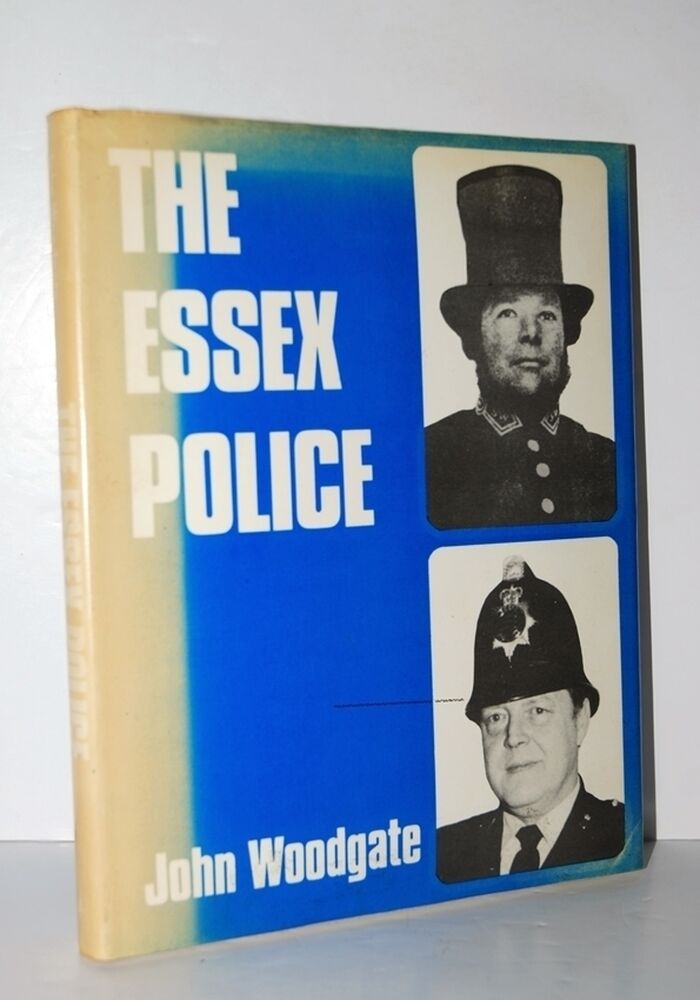 THE
ESSEX
POLICE
John Woodgate
THE ESSEX POLICE